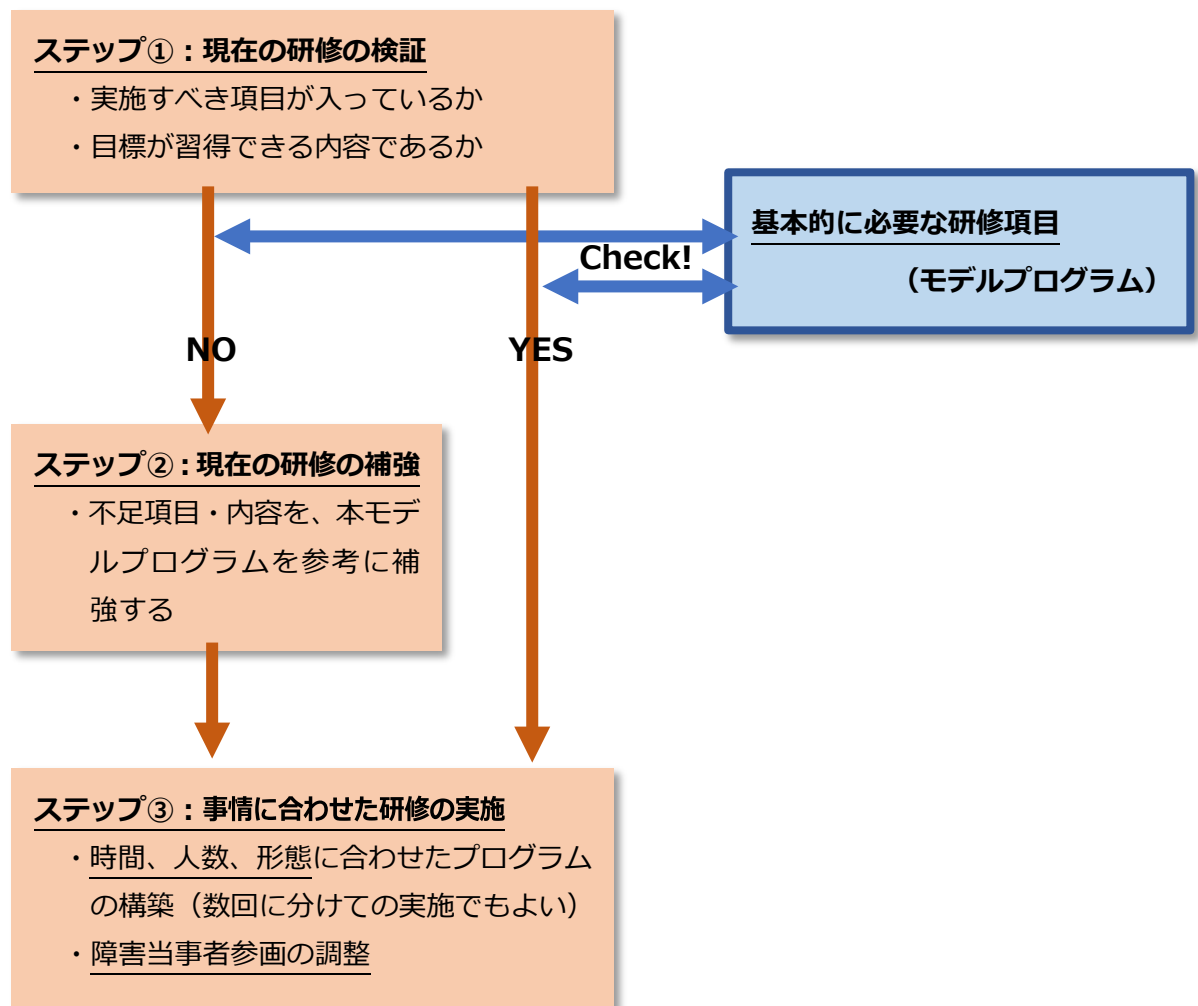 ステップ①：現在の研修の検証
・実施すべき項目が入っているか
・目標が習得できる内容であるか
基本的に必要な研修項目
（モデルプログラム）
Check!
NO
YES
ステップ②：現在の研修の補強
・不足項目・内容を、本モデ
ルプログラムを参考に補
強する
ステップ③：事情に合わせた研修の実施
・時間、人数、形態に合わせたプログラム
の構築（数回に分けての実施でもよい）
・障害当事者参画の調整